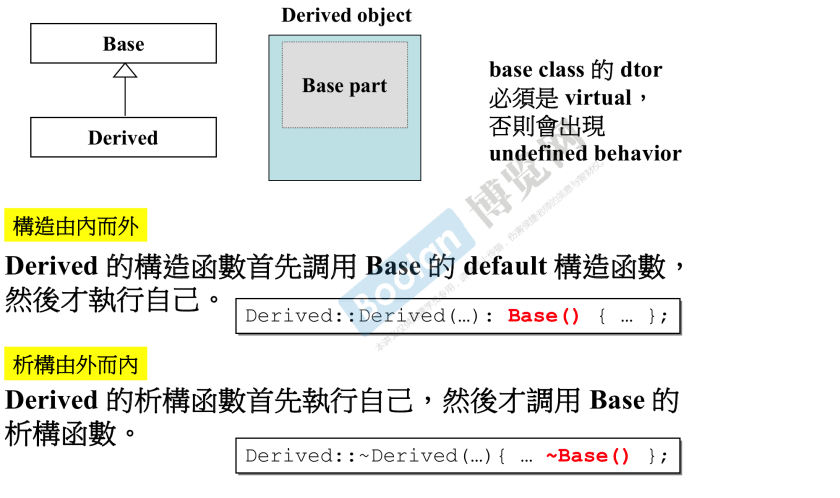 Derived object
Base
Derived
Base part
base class 的 dtor
必須是 virtual,
否則會出現
undefined behavior
Boolan 博览网
構造由內而外
Derived 的構造函數首先調用 Base 的 default 構造函數,
然後才執行自己。
Derived::Derived(…): Base() { … };
析構由外而內
Derived 的析構函數首先執行自己,然後才調用 Base 的
析構函數。
Derived::~Derived(…){ … ~Base() };